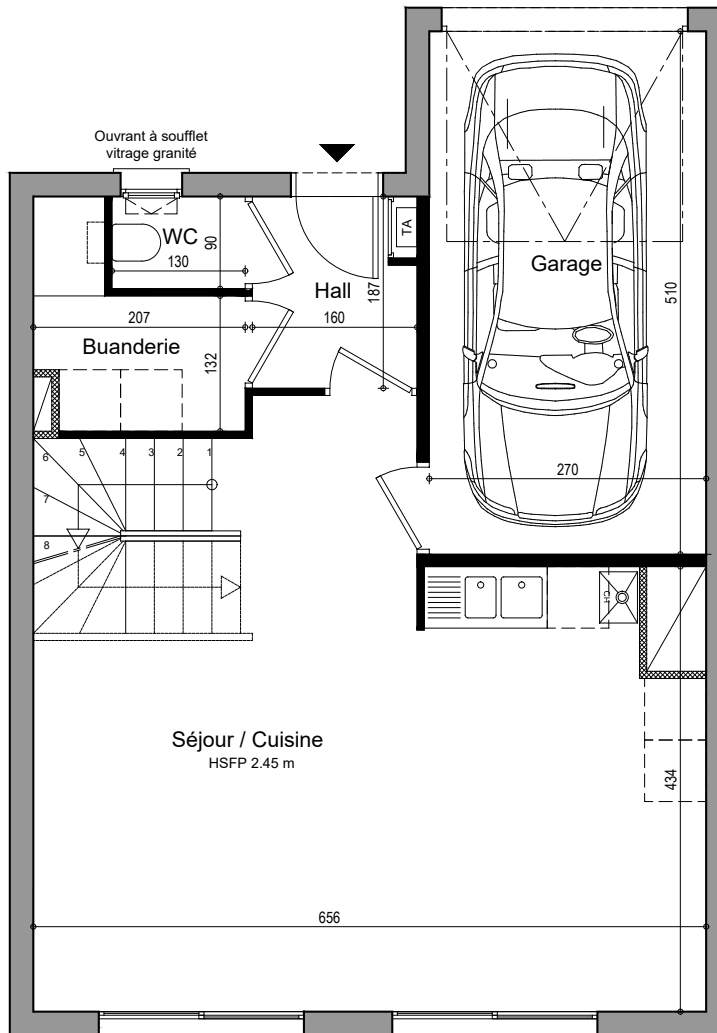 Ouvrant à soufflet
vitrage granité
WC
90
130
TA
Hall
187
160
207
Buanderie
132
Garage
510
270
6
5
4
3
2
1
7
8
CH
Séjour / Cuisine
HSFP 2.45 m
434
656